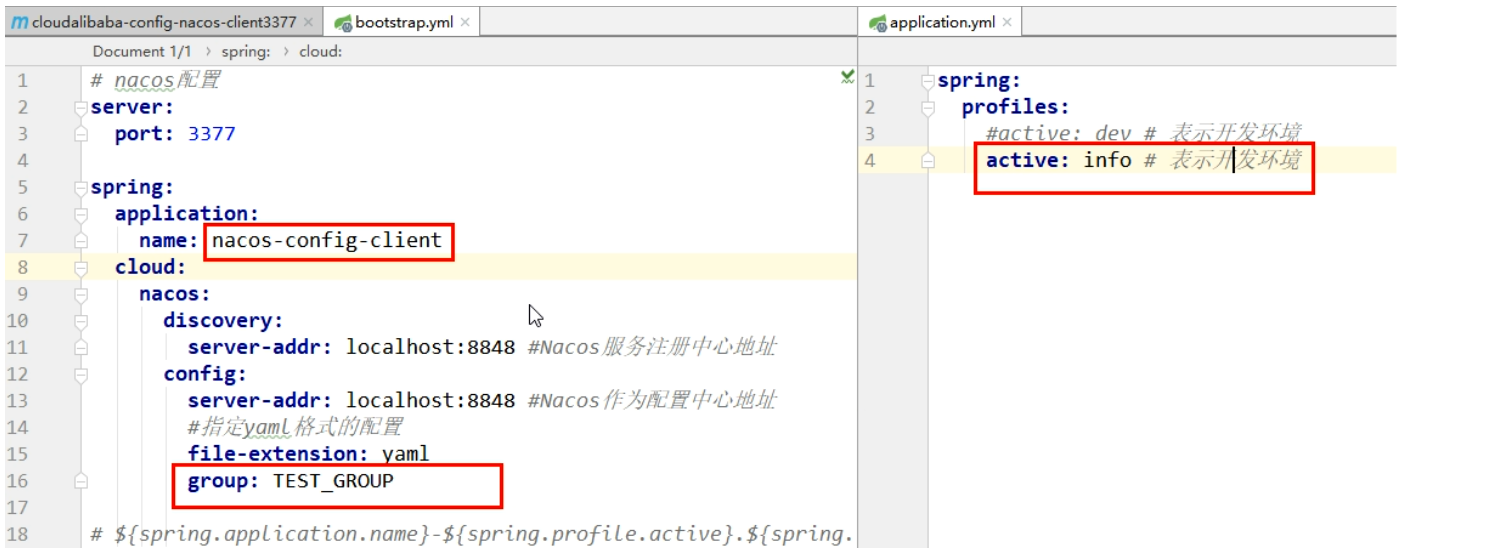 cloudalibaba-config-nacos-client3377
bootstrap.yml
Document 1/1 › spring: › cloud:
1 # nacos配置
2 server:
3 port: 3377
4
5 spring:
6 application:
7 name: nacos-config-client
8 cloud:
9 nacos:
10 discovery:
11 server-addr: localhost:8848 #Nacos服务注册中心地址
12 config:
13 server-addr: localhost:8848 #Nacos作为配置中心地址
14 #指定yaml格式的配置
15 file-extension: yaml
16 group: TEST_GROUP
17
18 # ${spring.application.name}-${spring.profile.active}.${spring.
application.yml
1 spring:
2 profiles:
3 #active: dev # 表示开发环境
4 active: info # 表示开发环境